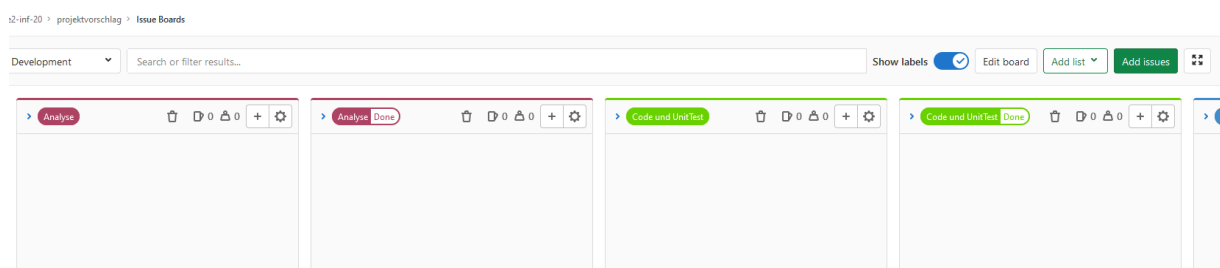 e2-inf-20 > projektvorschlag > Issue Boards
Development Search or filter results... Show labels Edit board Add list Add issues
Analyse 0 0 + Analyse Done 0 0 + Code und UnitTest 0 0 + Code und UnitTest Done 0 0 +